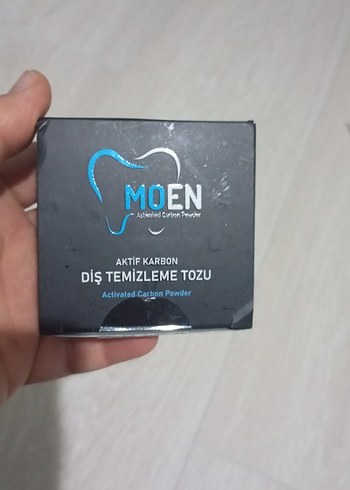 MOEN
Activated Carbon Powder
AKTİF KARBON
DİŞ TEMİZLEME TOZU
Activated Carbon Powder